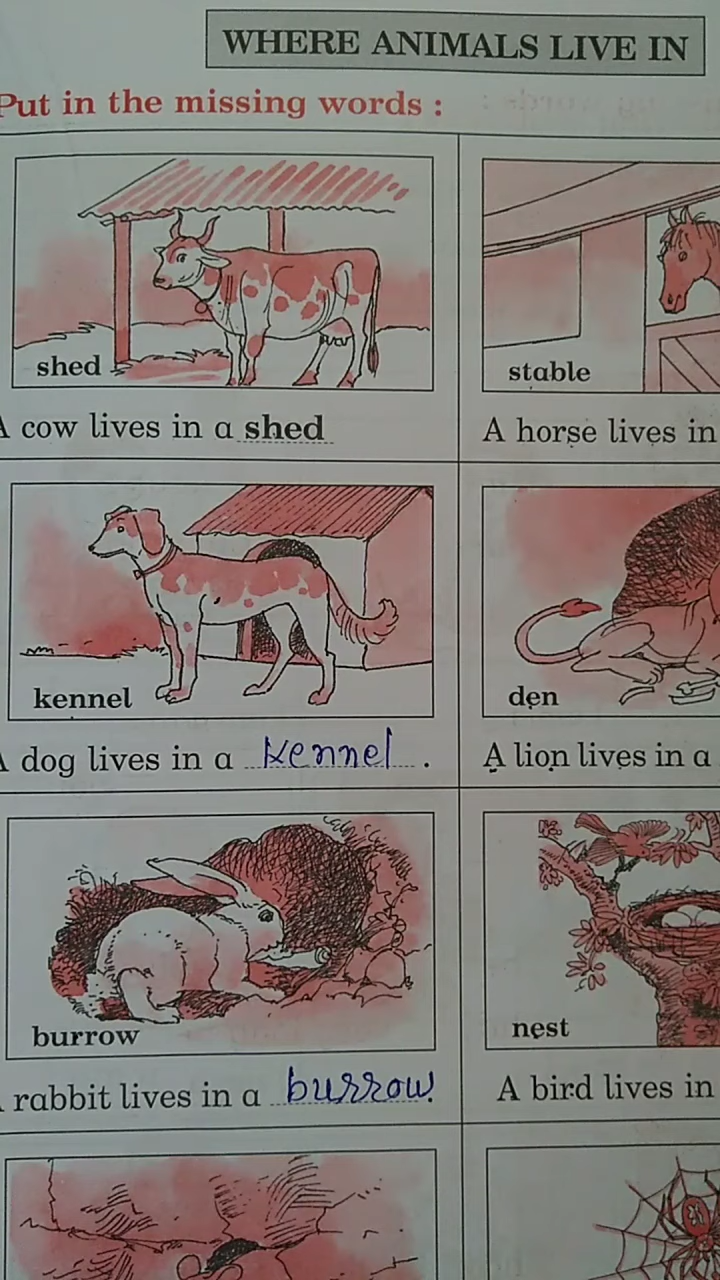 WHERE ANIMALS LIVE IN
Put in the missing words :
shed
stable
A cow lives in a shed
A horse lives in
kennel
den
A dog lives in a kennel .
A lion lives in a
burrow
nest
rabbit lives in a burrow.
A bird lives in